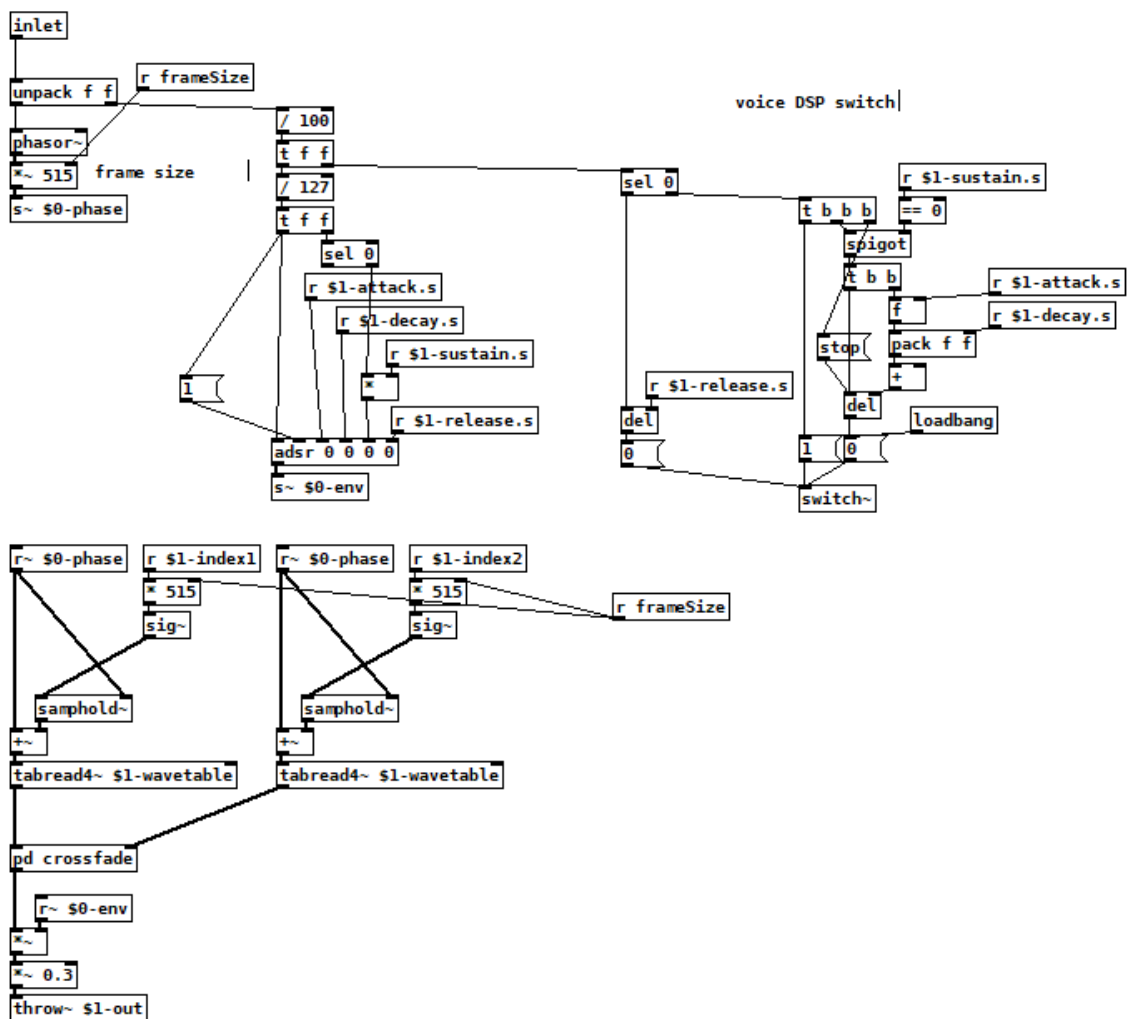 inlet
r frameSize
unpack f f
voice DSP switch
/ 100
phasor~
t f f
*~ 515
frame size
/ 127
sel 0
r $1-sustain.s
s~ $0-phase
t b b b
== 0
t f f
spigot
sel 0
t b b
r $1-attack.s
r $1-attack.s
f
r $1-decay.s
r $1-decay.s
stop
pack f f
r $1-sustain.s
1
*
r $1-release.s
+
del
r $1-release.s
del
loadbang
adsr 0 0 0 0
0
1
0
s~ $0-env
switch~
r~ $0-phase
r $1-index1
r~ $0-phase
r $1-index2
* 515
* 515
r frameSize
sig~
sig~
samphold~
samphold~
+~
+~
tabread4~ $1-wavetable
tabread4~ $1-wavetable
pd crossfade
r~ $0-env
*~
*~ 0.3
throw~ $1-out